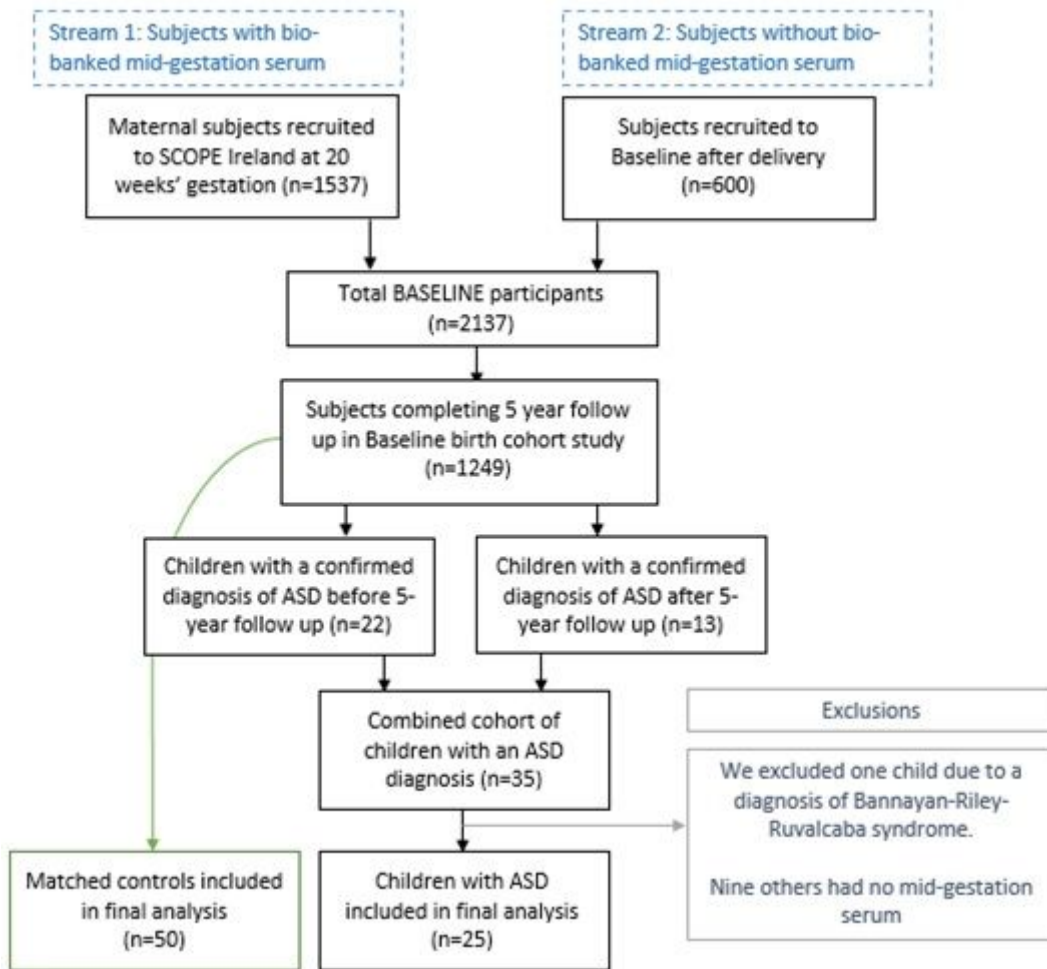 Stream 1: Subjects with bio-
banked mid-gestation serum
Stream 2: Subjects without bio-
banked mid-gestation serum
Maternal subjects recruited
to SCOPE Ireland at 20
weeks’ gestation (n=1537)
Subjects recruited to
Baseline after delivery
(n=600)
Total BASELINE participants
(n=2137)
Subjects completing 5 year follow
up in Baseline birth cohort study
(n=1249)
Children with a confirmed
diagnosis of ASD before 5-
year follow up (n=22)
Children with a confirmed
diagnosis of ASD after 5-
year follow up (n=13)
Combined cohort of
children with an ASD
diagnosis (n=35)
Exclusions
We excluded one child due to a
diagnosis of Bannayan-Riley-
Ruvalcaba syndrome.
Nine others had no mid-gestation
serum
Matched controls included
in final analysis
(n=50)
Children with ASD
included in final analysis
(n=25)